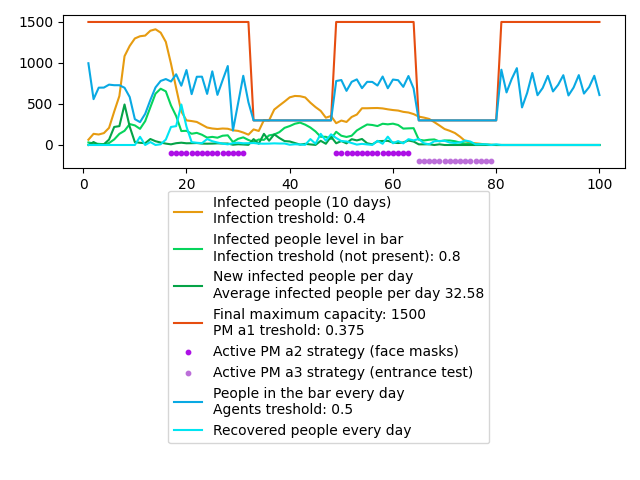 1500
1000
500
0
0 20 40 60 80 100
Infected people (10 days)
Infection treshold: 0.4
Infected people level in bar
Infection treshold (not present): 0.8
New infected people per day
Average infected people per day 32.58
Final maximum capacity: 1500
PM a1 treshold: 0.375
Active PM a2 strategy (face masks)
Active PM a3 strategy (entrance test)
People in the bar every day
Agents treshold: 0.5
Recovered people every day